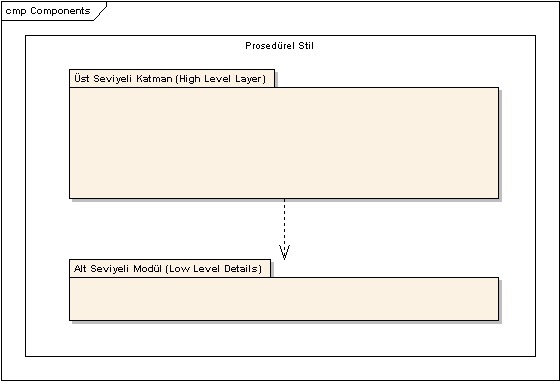 cmp Components
Prosedürel Stil
Üst Seviyeli Katman (High Level Layer)
Alt Seviyeli Modül (Low Level Details)